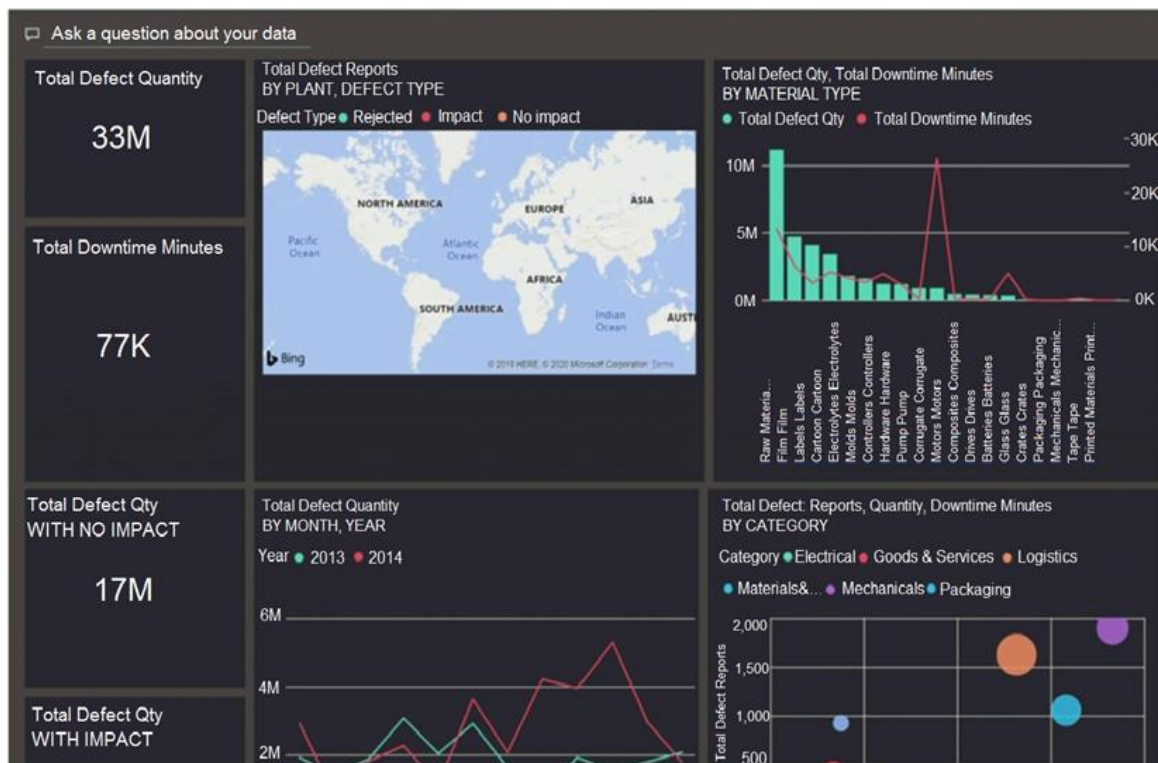 Ask a question about your data
Total Defect Quantity
33M
Total Downtime Minutes
77K
Total Defect Qty
WITH NO IMPACT
17M
Total Defect Qty
WITH IMPACT
Total Defect Reports
BY PLANT, DEFECT TYPE
Defect Type Rejected Impact No impact
NORTH AMERICA
EUROPE
ASIA
Pacific
Ocean
Atlantic
Ocean
AFRICA
SOUTH AMERICA
Indian
Ocean
AUSTI
Bing
© 2019 HERE, © 2020 Microsoft Corporation Terms
Total Defect Qty, Total Downtime Minutes
BY MATERIAL TYPE
Total Defect Qty Total Downtime Minutes
10M
5M
0M
30K
20K
10K
0K
Raw Materia...
Film Film
Labels Labels
Cartoon Cartoon
Electrolytes Electrolytes
Molds Molds
Controllers Controllers
Hardware Hardware
Pump Pump
Corrugate Corrugate
Motors Motors
Composites Composites
Drives Drives
Batteries Batteries
Glass Glass
Crates Crates
Packaging Packaging
Mechanicals Mechanic...
Tape Tape
Printed Materials Print...
Total Defect Quantity
BY MONTH, YEAR
Year 2013 2014
6M
4M
2M
Total Defect: Reports, Quantity, Downtime Minutes
BY CATEGORY
Category Electrical Goods & Services Logistics
Materials&... Mechanicals Packaging
Total Defect Reports
2,000
1,500
1,000
500